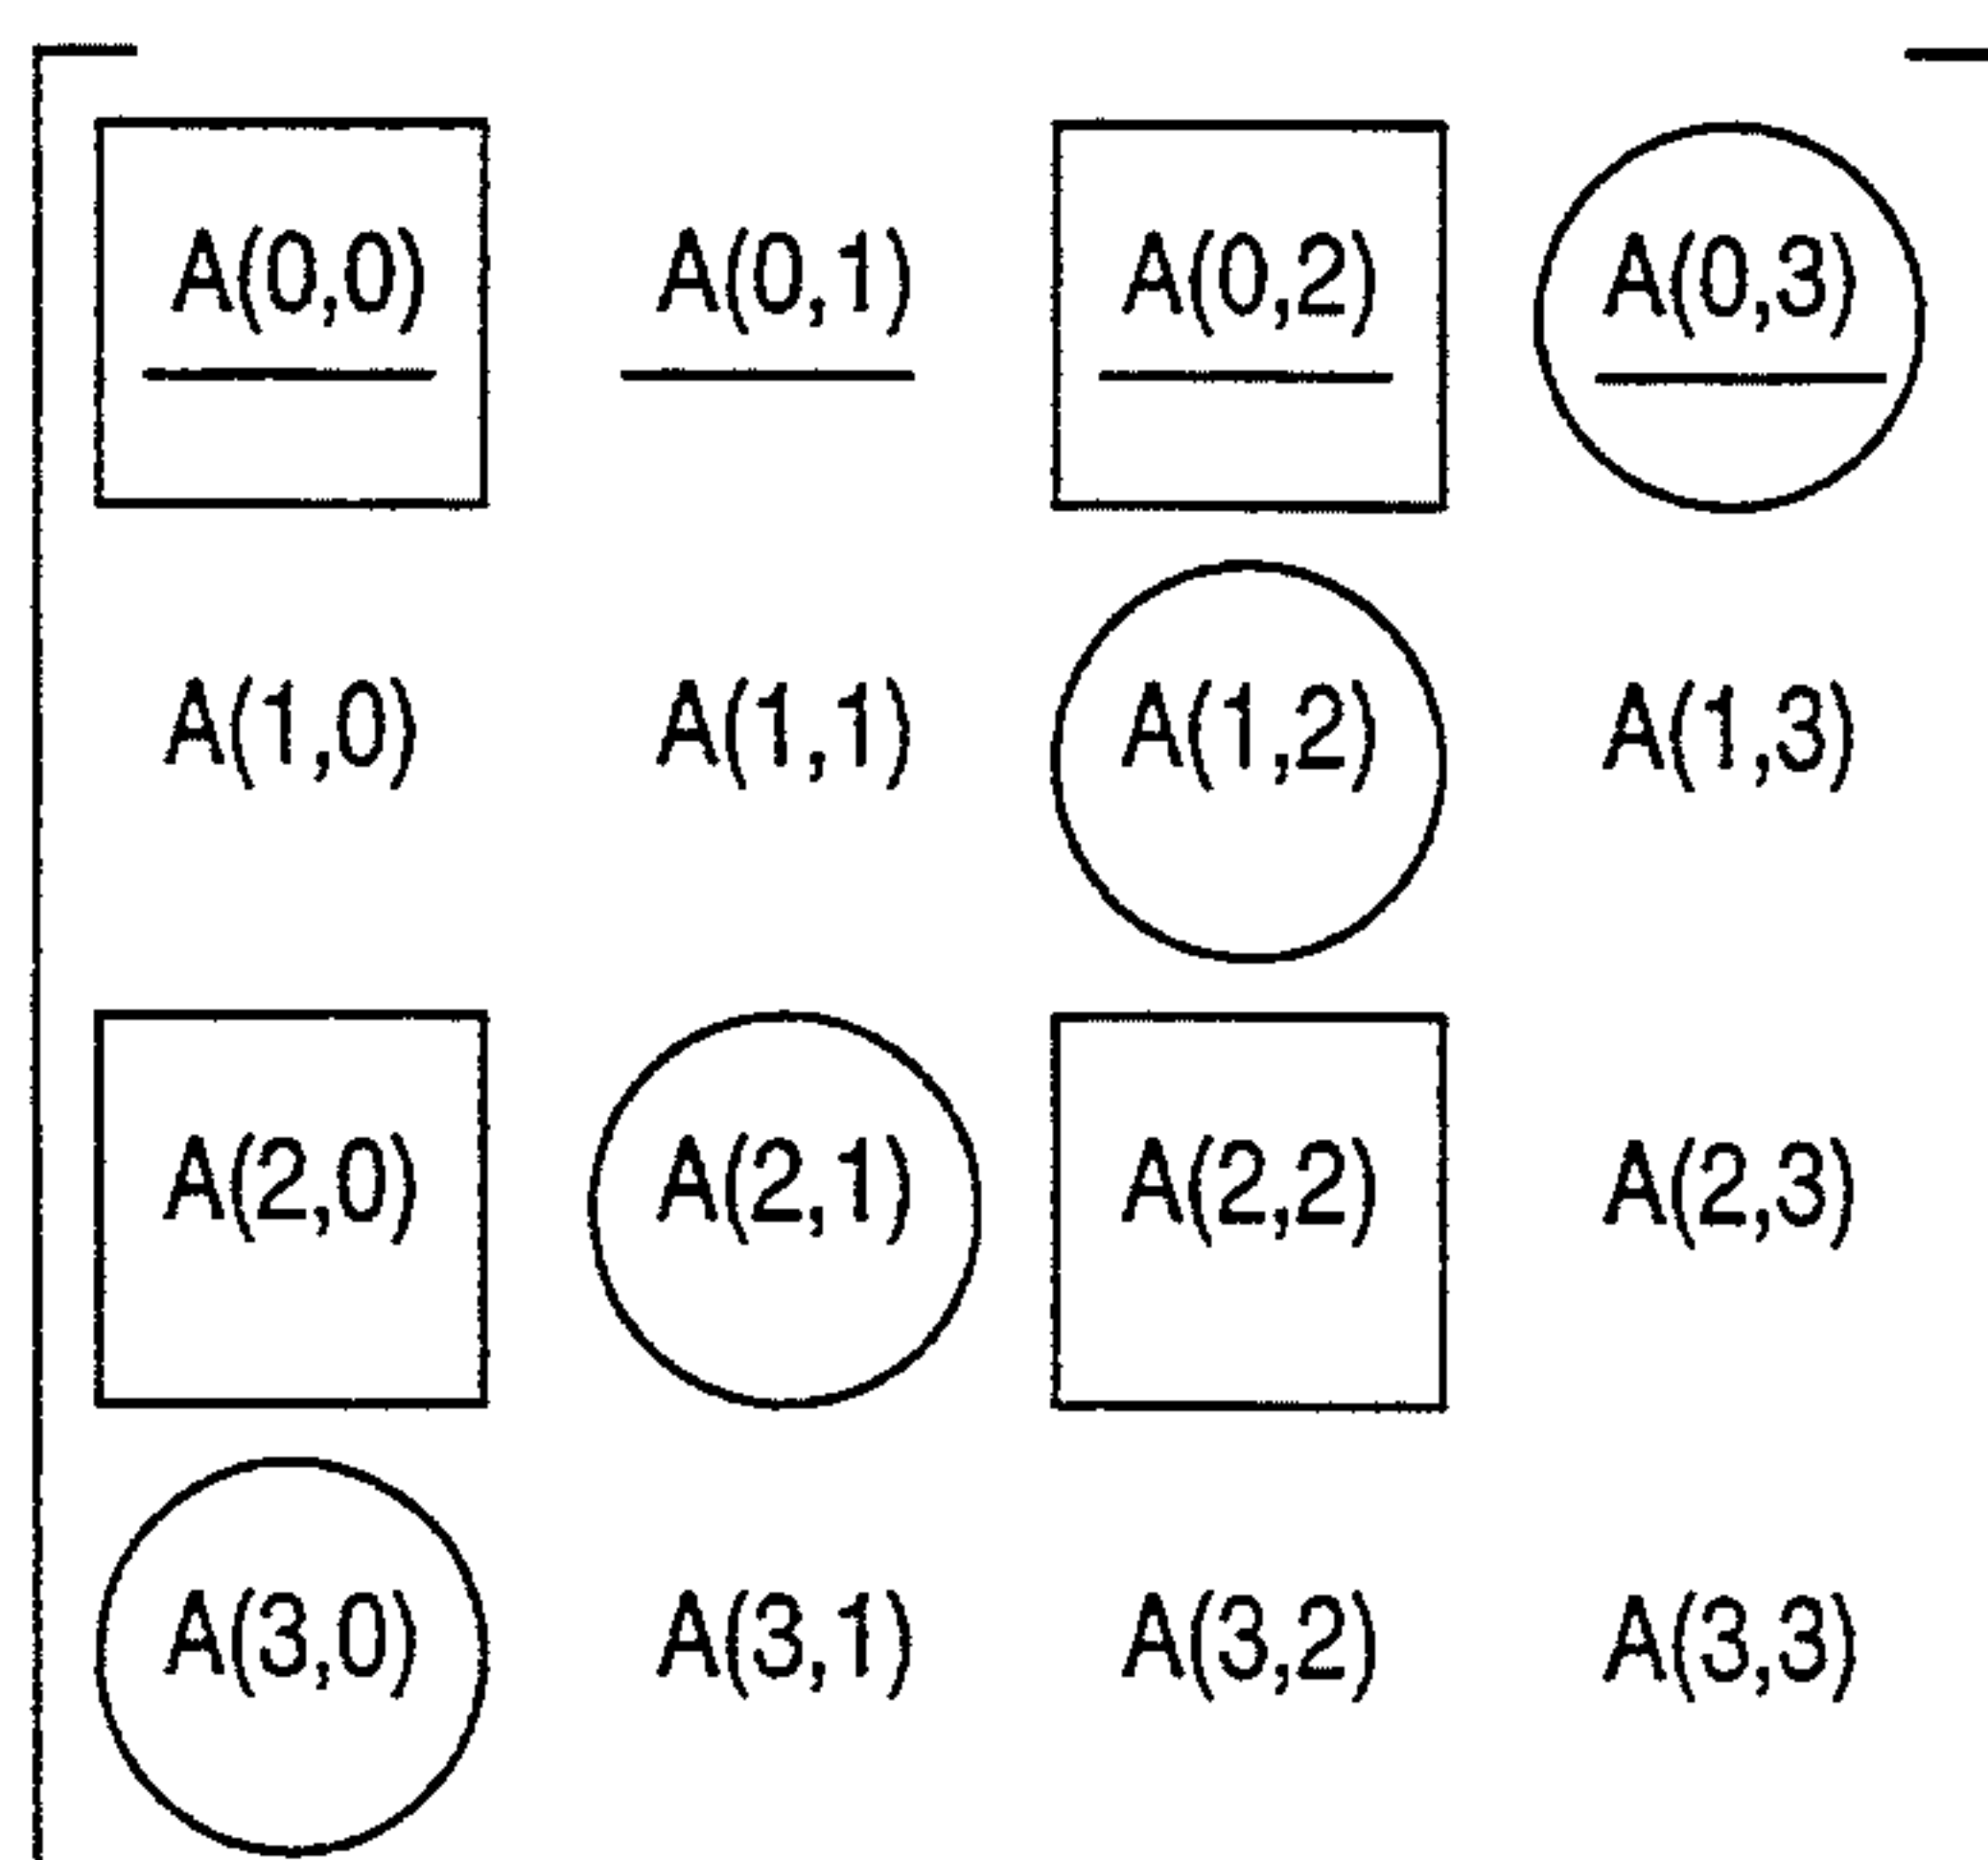 A(0,0) A(0,1) A(0,2) A(0,3)
A(1,0) A(1,1) A(1,2) A(1,3)
A(2,0) A(2,1) A(2,2) A(2,3)
A(3,0) A(3,1) A(3,2) A(3,3)